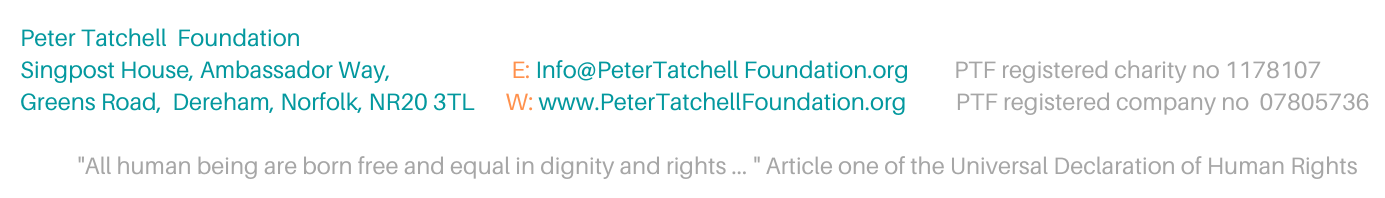 Peter Tatchell Foundation
Singpost House, Ambassador Way, E: Info@PeterTatchell Foundation.org PTF registered charity no 1178107
Greens Road, Dereham, Norfolk, NR20 3TL W: www.PeterTatchellFoundation.org PTF registered company no 07805736
"All human being are born free and equal in dignity and rights ... " Article one of the Universal Declaration of Human Rights